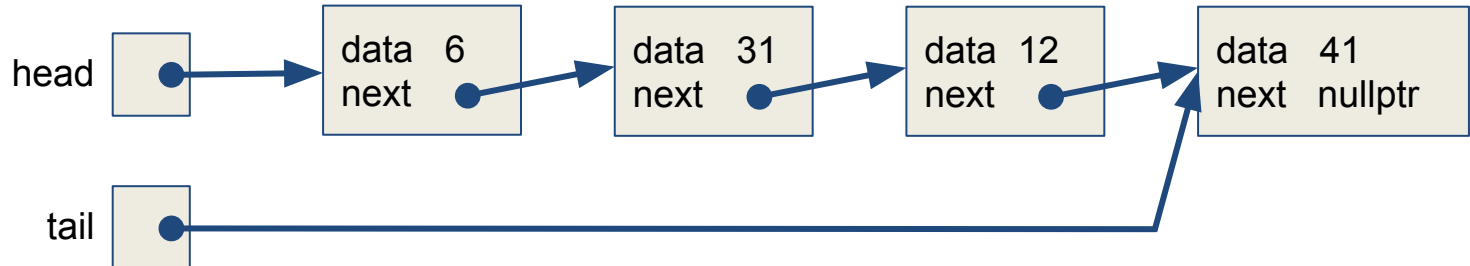 head
data 6
next
data 31
next
data 12
next
data 41
next nullptr
tail